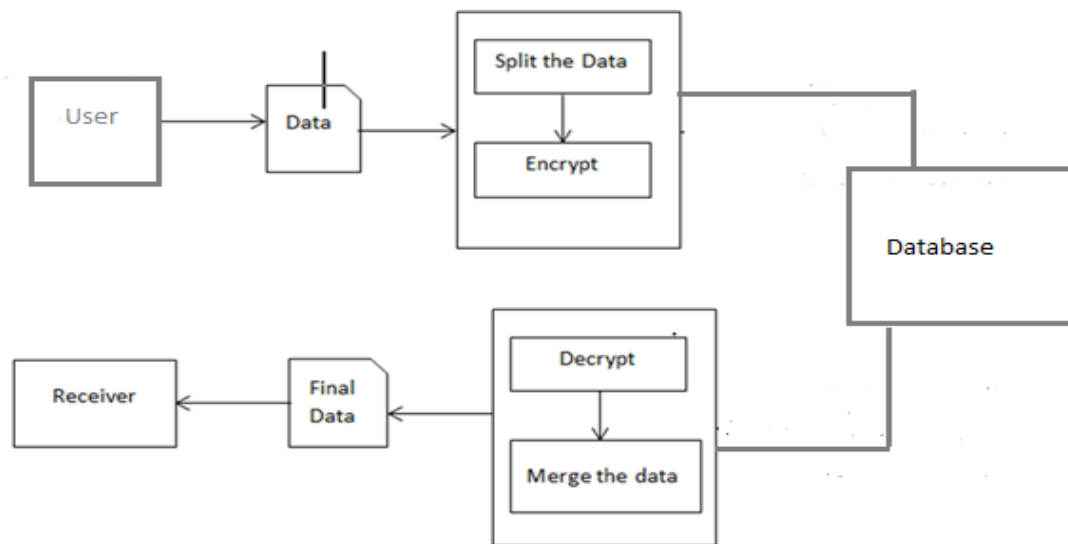 User
Data
Split the Data
Encrypt
Database
Decrypt
Merge the data
Final
Data
Receiver